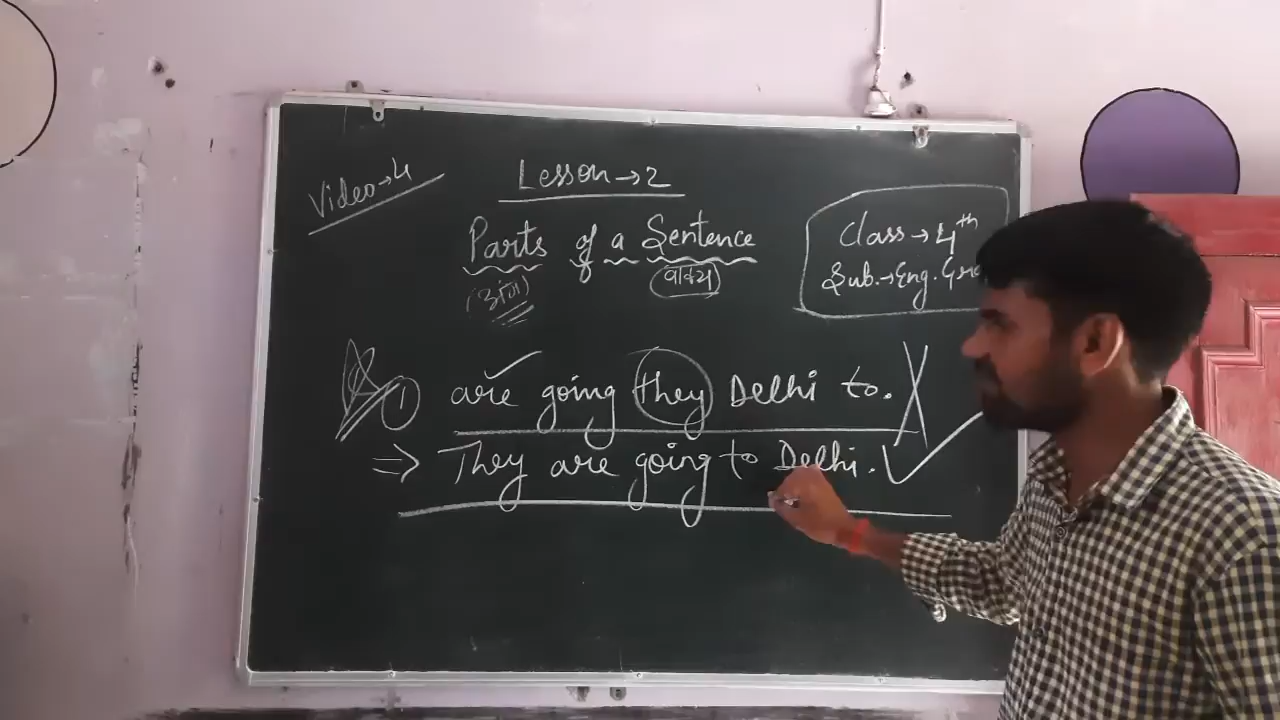 Video→4
Lesson→2
Parts of a Sentence
(अंग) वाक्य
Class→4th
Sub.→Eng. Gra
① are going they Delhi to. X
⇒ They are going to Delhi. ✓